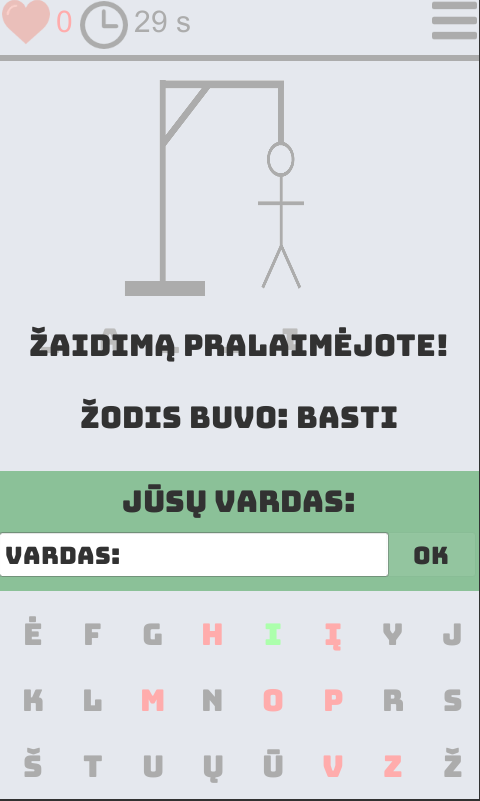 0 29 s
ŽAIDIMĄ PRALAIMĖJOTE!
ŽODIS BUVO: BASTI
JŪSŲ VARDAS:
VARDAS: OK
Ė F G H I Į Y J
K L M N O P R S
Š T U Ų Ū V Z Ž